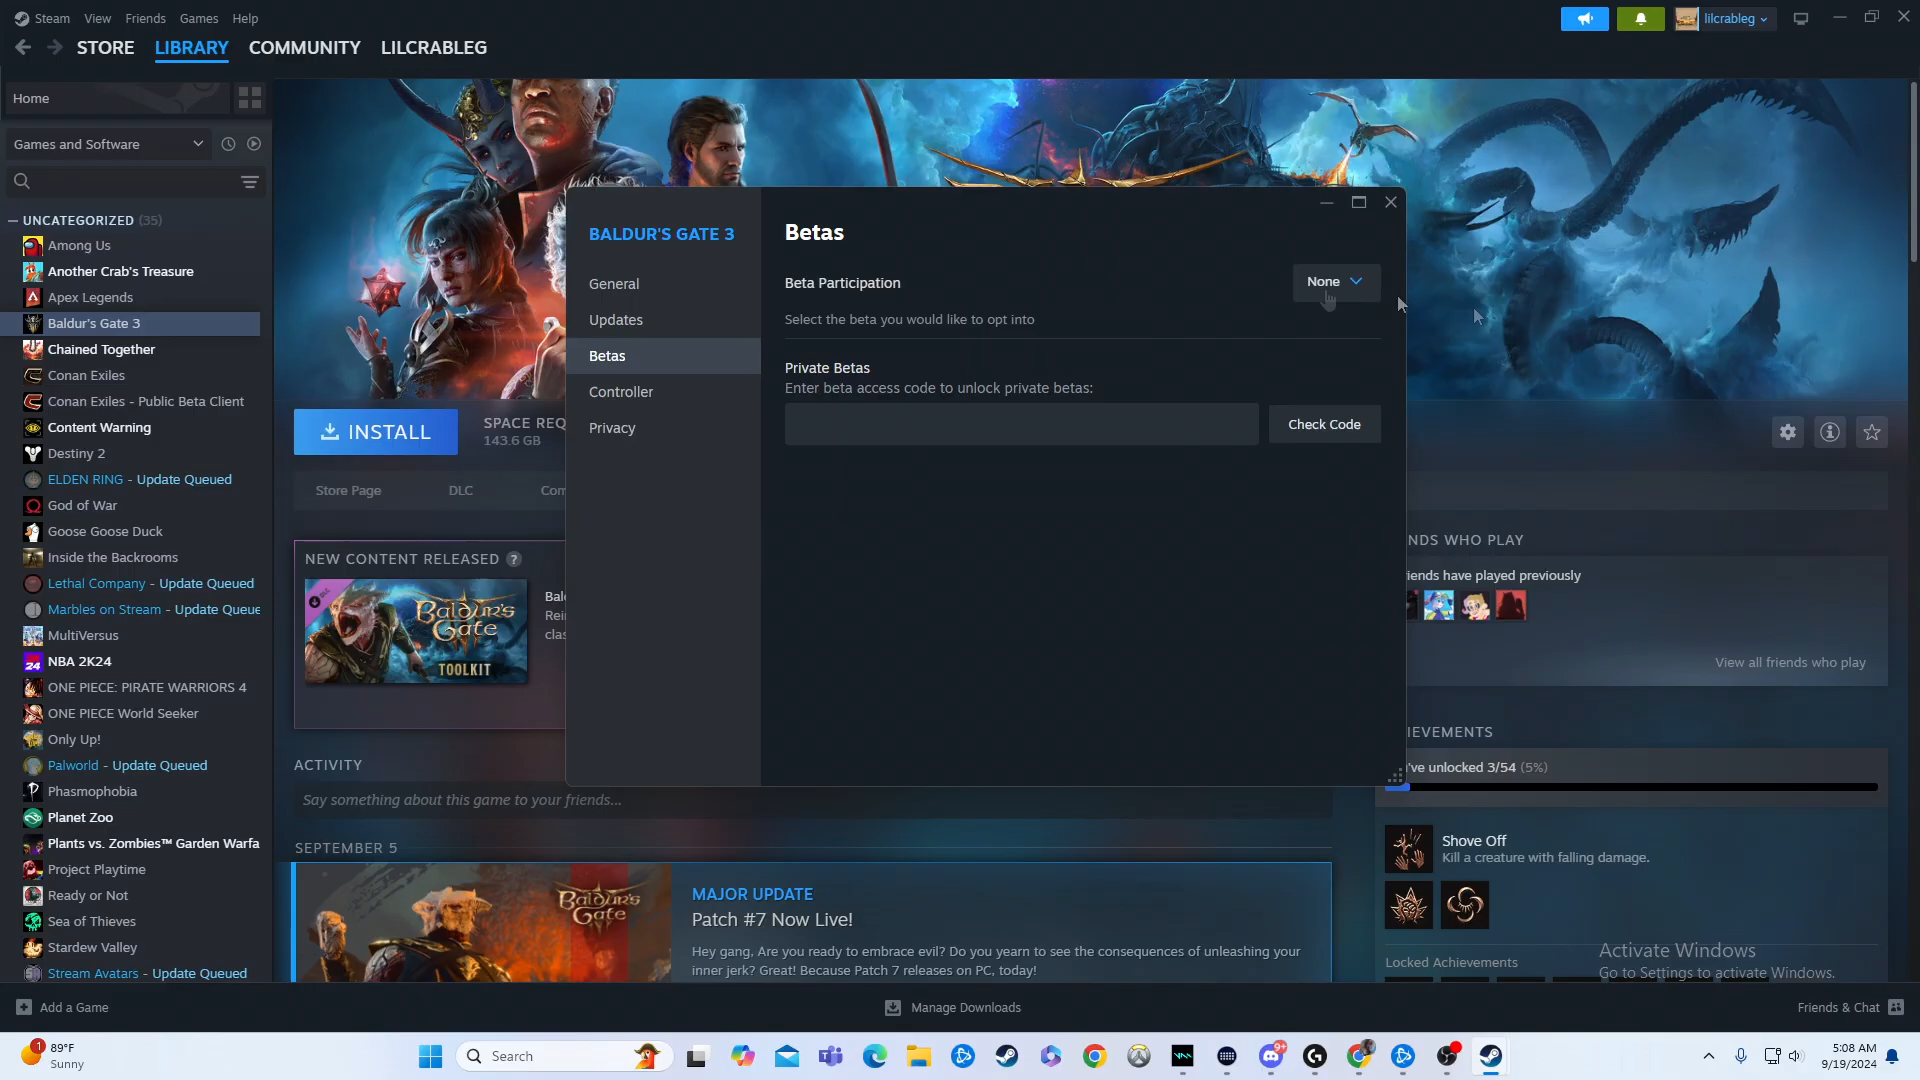 Steam View Friends Games Help
lilcrableg
STORE LIBRARY COMMUNITY LILCRABLEG
Home
Games and Software
UNCATEGORIZED (35)
Among Us
Another Crab's Treasure
Apex Legends
Baldur's Gate 3
Chained Together
Conan Exiles
Conan Exiles - Public Beta Client
Content Warning
Destiny 2
ELDEN RING - Update Queued
God of War
Goose Goose Duck
Inside the Backrooms
Lethal Company - Update Queued
Marbles on Stream - Update Queue
MultiVersus
NBA 2K24
ONE PIECE: PIRATE WARRIORS 4
ONE PIECE World Seeker
Only Up!
Palworld - Update Queued
Phasmophobia
Planet Zoo
Plants vs. Zombies™ Garden Warfa
Project Playtime
Ready or Not
Sea of Thieves
Stardew Valley
Stream Avatars - Update Queued
BALDUR'S GATE 3
General
Updates
Betas
Controller
Privacy
Betas
Beta Participation
None
Select the beta you would like to opt into
Private Betas
Enter beta access code to unlock private betas:
Check Code
INSTALL
SPACE REQ
143.6 GB
Store Page DLC Com
NEW CONTENT RELEASED ?
DLC
Baldur's
Gate
TOOLKIT
Bal
Rei
clas
ACTIVITY
Say something about this game to your friends...
SEPTEMBER 5
Baldur's
Gate
MAJOR UPDATE
Patch #7 Now Live!
Hey gang, Are you ready to embrace evil? Do you yearn to see the consequences of unleashing your
inner jerk? Great! Because Patch 7 releases on PC, today!
NDS WHO PLAY
iends have played previously
View all friends who play
IEVEMENTS
've unlocked 3/54 (5%)
Shove Off
Kill a creature with falling damage.
Locked Achievements
Activate Windows
Go to Settings to activate Windows.
Add a Game
Manage Downloads
Friends & Chat
1
89°F
Sunny
Search
9+
5:08 AM
9/19/2024